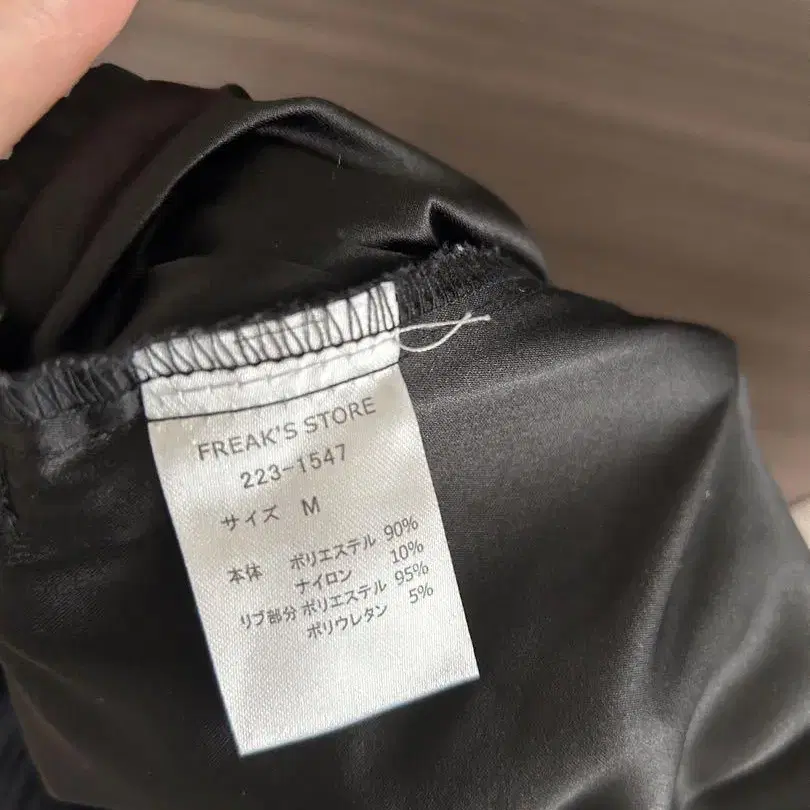 FREAK'S STORE
223-1547
サイズ M
本体 ポリエステル 90%
ナイロン 10%
リブ部分 ポリエステル 95%
ポリウレタン 5%